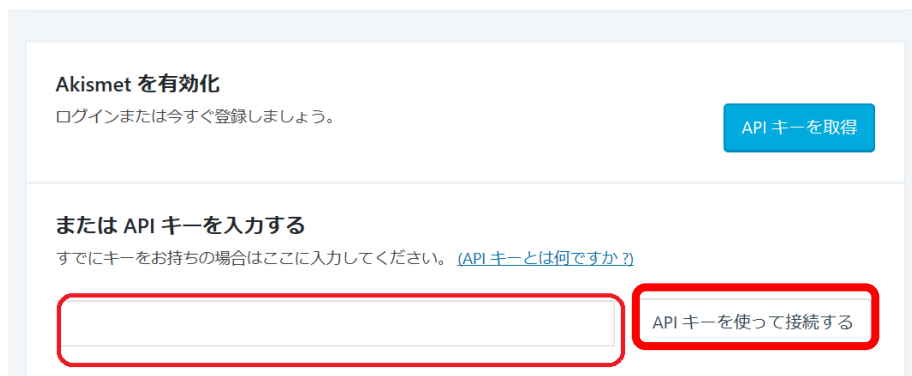 Akismet を有効化
ログインまたは今すぐ登録しましょう。
API キーを取得
または API キーを入力する
すでにキーをお持ちの場合はここに入力してください。 (API キーとは何ですか ?)
API キーを使って接続する